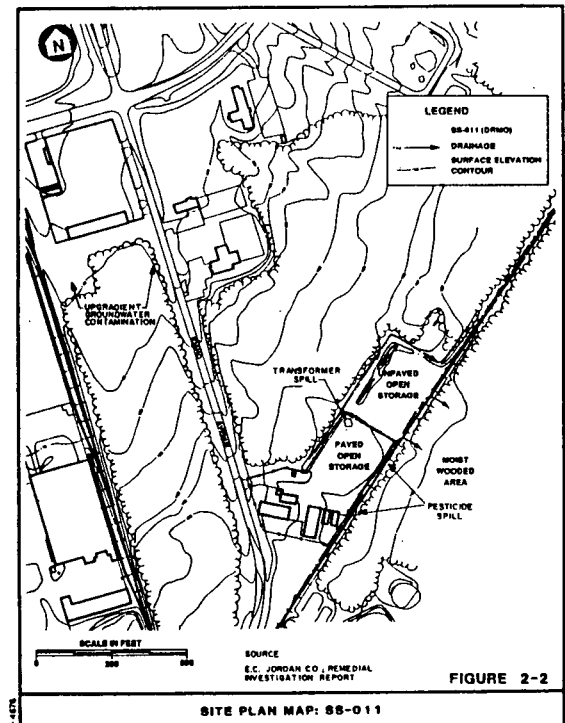 N
LEGEND
SS-011 (DRMO)
DRAINAGE
SURFACE ELEVATION
CONTOUR
UPGRADIENT
GROUNDWATER
CONTAMINATION
TRANSFORMER
SPILL
UNPAVED
OPEN
STORAGE
PAVED
OPEN
STORAGE
MOIST
WOODED
AREA
PESTICIDE
SPILL
SCALE IN FEET
0
SOURCE
E.C. JORDAN CO., REMEDIAL
INVESTIGATION REPORT
FIGURE 2-2
SITE PLAN MAP: SS-011